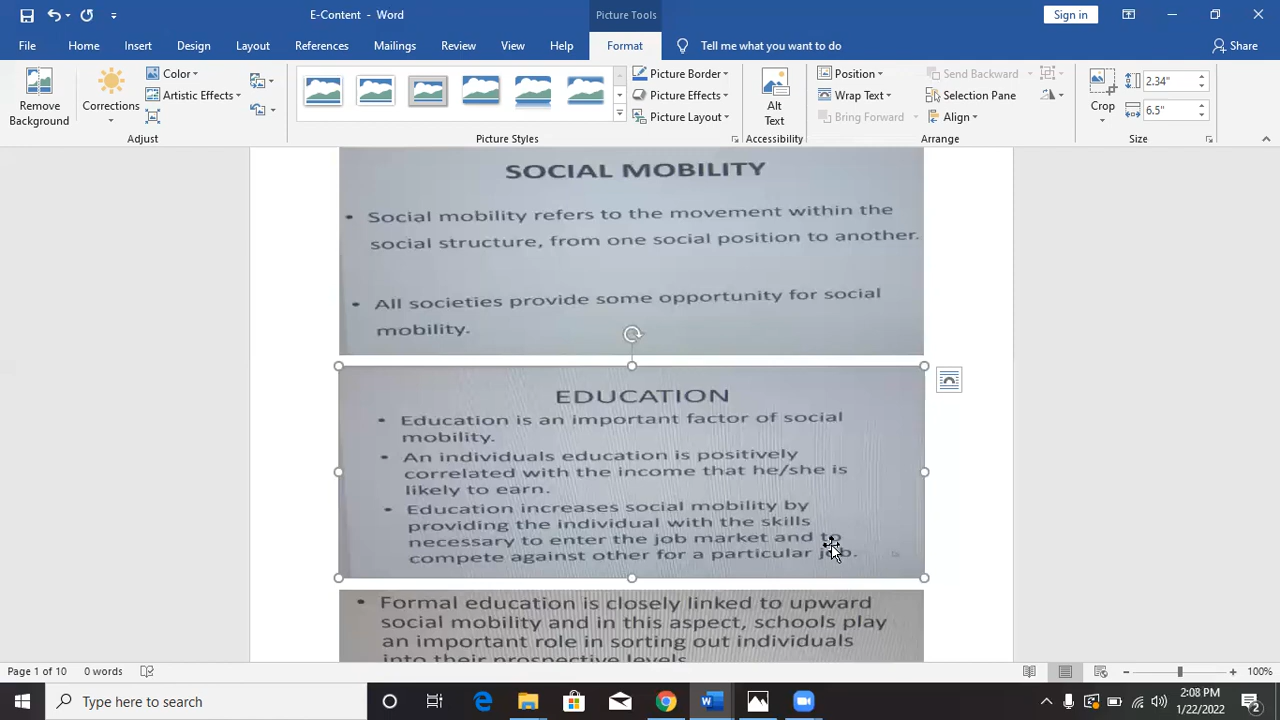 E-Content - Word
Picture Tools
Sign in
File
Home
Insert
Design
Layout
References
Mailings
Review
View
Help
Format
Tell me what you want to do
Share
Remove
Background
Corrections
Color
Artistic Effects
Adjust
Picture Styles
Picture Border
Picture Effects
Picture Layout
Alt
Text
Accessibility
Position
Wrap Text
Bring Forward
Send Backward
Selection Pane
Align
Arrange
Crop
2.34"
6.5"
Size
SOCIAL MOBILITY
• Social mobility refers to the movement within the
social structure, from one social position to another.
• All societies provide some opportunity for social
mobility.
EDUCATION
• Education is an important factor of social
mobility.
• An individuals education is positively
correlated with the income that he/she is
likely to earn.
• Education increases social mobility by
providing the individual with the skills
necessary to enter the job market and to
compete against other for a particular job.
• Formal education is closely linked to upward
social mobility and in this aspect, schools play
an important role in sorting out individuals
into their prospective levels
Page 1 of 10
0 words
100%
Type here to search
2:08 PM
1/22/2022
2